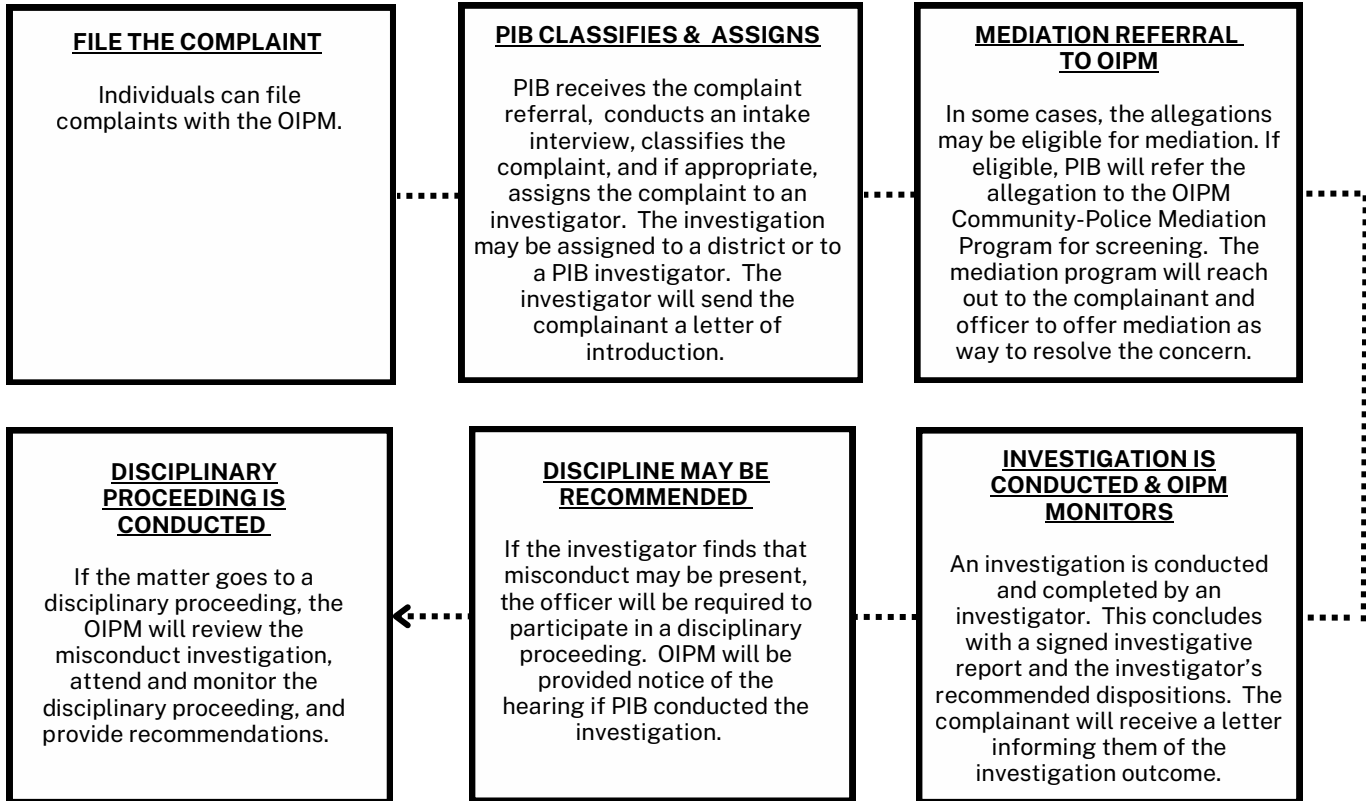 FILE THE COMPLAINT
Individuals can file
complaints with the OIPM.
PIB CLASSIFIES & ASSIGNS
PIB receives the complaint
referral, conducts an intake
interview, classifies the
complaint, and if appropriate,
assigns the complaint to an
investigator. The investigation
may be assigned to a district or to
a PIB investigator. The
investigator will send the
complainant a letter of
introduction.
MEDIATION REFERRAL
TO OIPM
In some cases, the allegations
may be eligible for mediation. If
eligible, PIB will refer the
allegation to the OIPM
Community-Police Mediation
Program for screening. The
mediation program will reach
out to the complainant and
officer to offer mediation as
way to resolve the concern.
INVESTIGATION IS
CONDUCTED & OIPM
MONITORS
An investigation is conducted
and completed by an
investigator. This concludes
with a signed investigative
report and the investigator's
recommended dispositions. The
complainant will receive a letter
informing them of the
investigation outcome.
DISCIPLINE MAY BE
RECOMMENDED
If the investigator finds that
misconduct may be present,
the officer will be required to
participate in a disciplinary
proceeding. OIPM will be
provided notice of the
hearing if PIB conducted the
investigation.
DISCIPLINARY
PROCEEDING IS
CONDUCTED
If the matter goes to a
disciplinary proceeding, the
OIPM will review the
misconduct investigation,
attend and monitor the
disciplinary proceeding, and
provide recommendations.